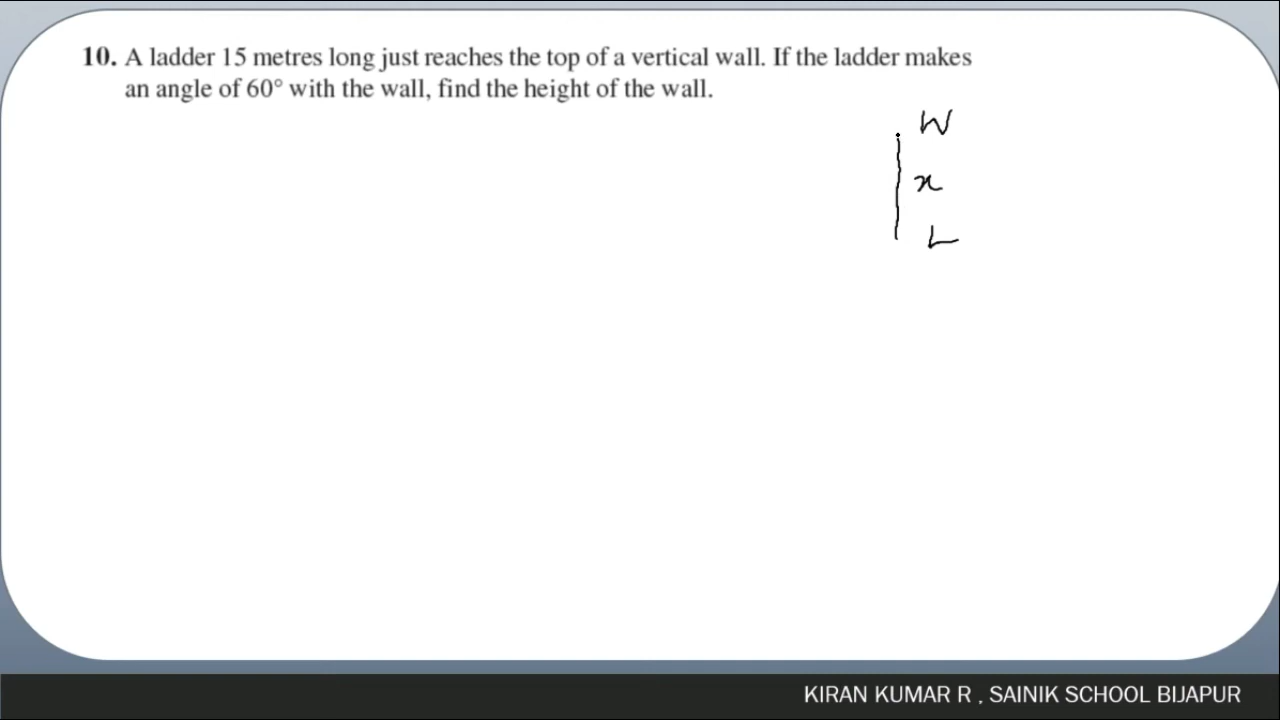 10. A ladder 15 metres long just reaches the top of a vertical wall. If the ladder makes
an angle of 60° with the wall, find the height of the wall.
W
x
L
KIRAN KUMAR R , SAINIK SCHOOL BIJAPUR